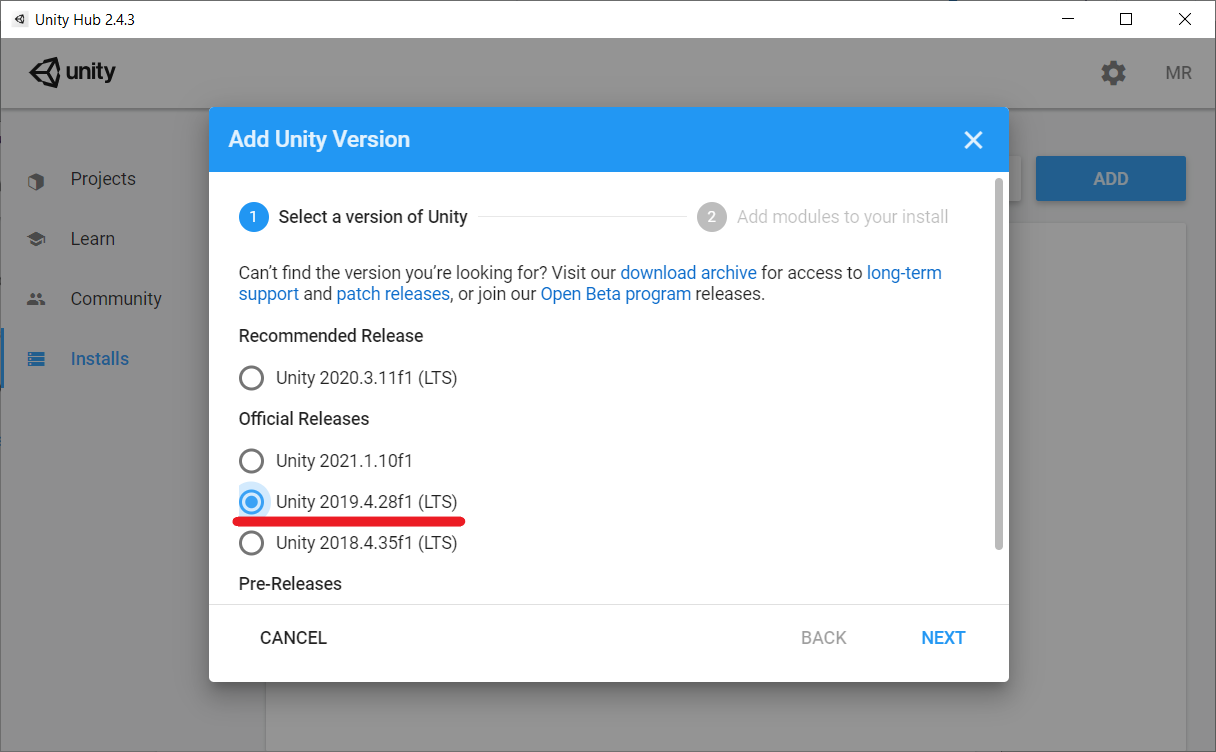 Unity Hub 2.4.3
unity
MR
Add Unity Version
Projects
ADD
1 Select a version of Unity
2 Add modules to your install
Learn
Can't find the version you're looking for? Visit our download archive for access to long-term
support and patch releases, or join our Open Beta program releases.
Community
Recommended Release
Installs
Unity 2020.3.11f1 (LTS)
Official Releases
Unity 2021.1.10f1
Unity 2019.4.28f1 (LTS)
Unity 2018.4.35f1 (LTS)
Pre-Releases
CANCEL
BACK
NEXT